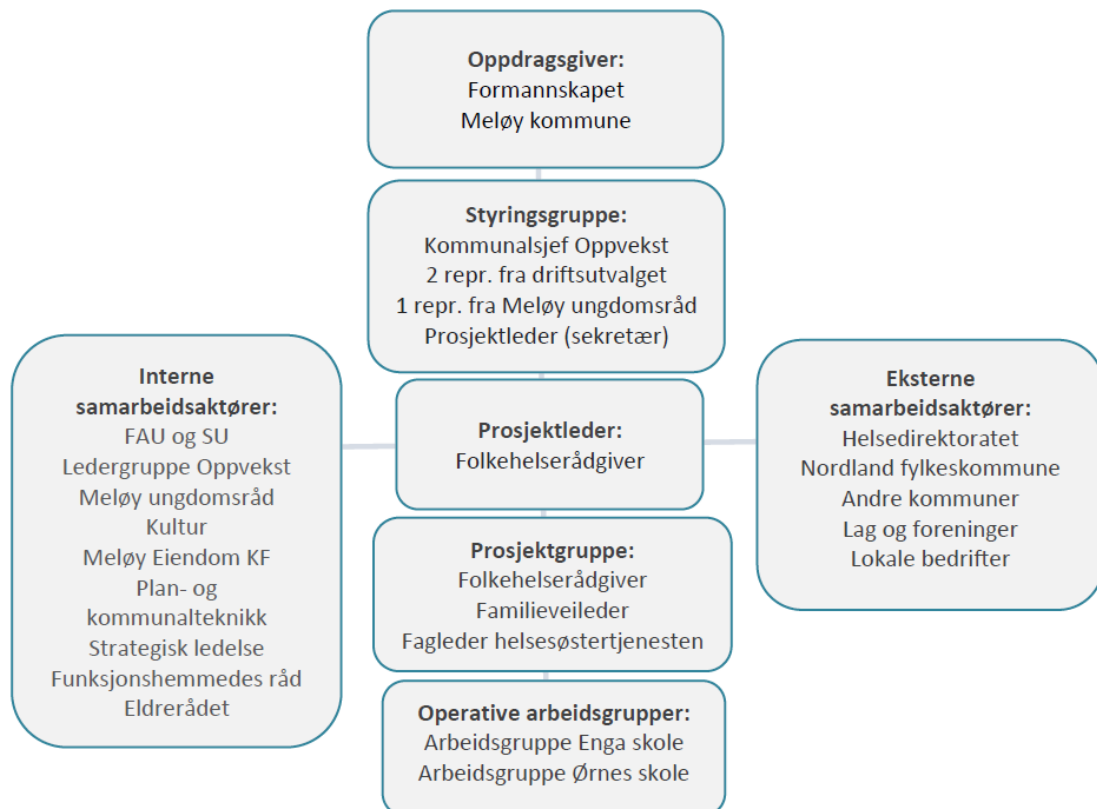 Oppdragsgiver:
Formannskapet
Meløy kommune
Styringsgruppe:
Kommunalsjef Oppvekst
2 repr. fra driftsutvalget
1 repr. fra Meløy ungdomsråd
Prosjektleder (sekretær)
Interne
samarbeidsaktører:
FAU og SU
Ledergruppe Oppvekst
Meløy ungdomsråd
Kultur
Meløy Eiendom KF
Plan- og
kommunalteknikk
Strategisk ledelse
Funksjonshemmedes råd
Eldrerådet
Prosjektleder:
Folkehelserådgiver
Eksterne
samarbeidsaktører:
Helsedirektoratet
Nordland fylkeskommune
Andre kommuner
Lag og foreninger
Lokale bedrifter
Prosjektgruppe:
Folkehelserådgiver
Familieveileder
Fagleder helsesøstertjenesten
Operative arbeidsgrupper:
Arbeidsgruppe Enga skole
Arbeidsgruppe Ørnes skole